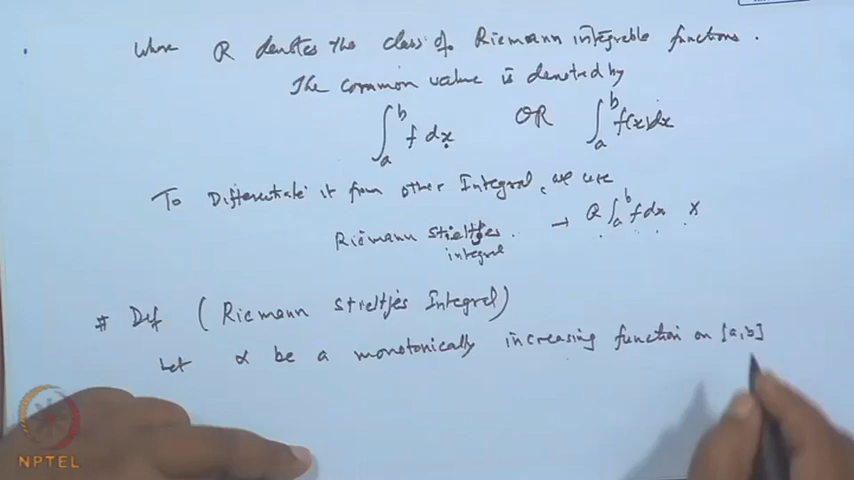 Where R denotes the class of Riemann integrable functions.
The common value is denoted by
∫_a^b f dx OR ∫_a^b f(x)dx
To Differentiate it from other Integral, we use
Riemann Stieltjes → R ∫_a^b f dx x
integral
# Def (Riemann Stieltjes Integral)
Let α be a monotonically increasing function on [a,b]
NPTEL